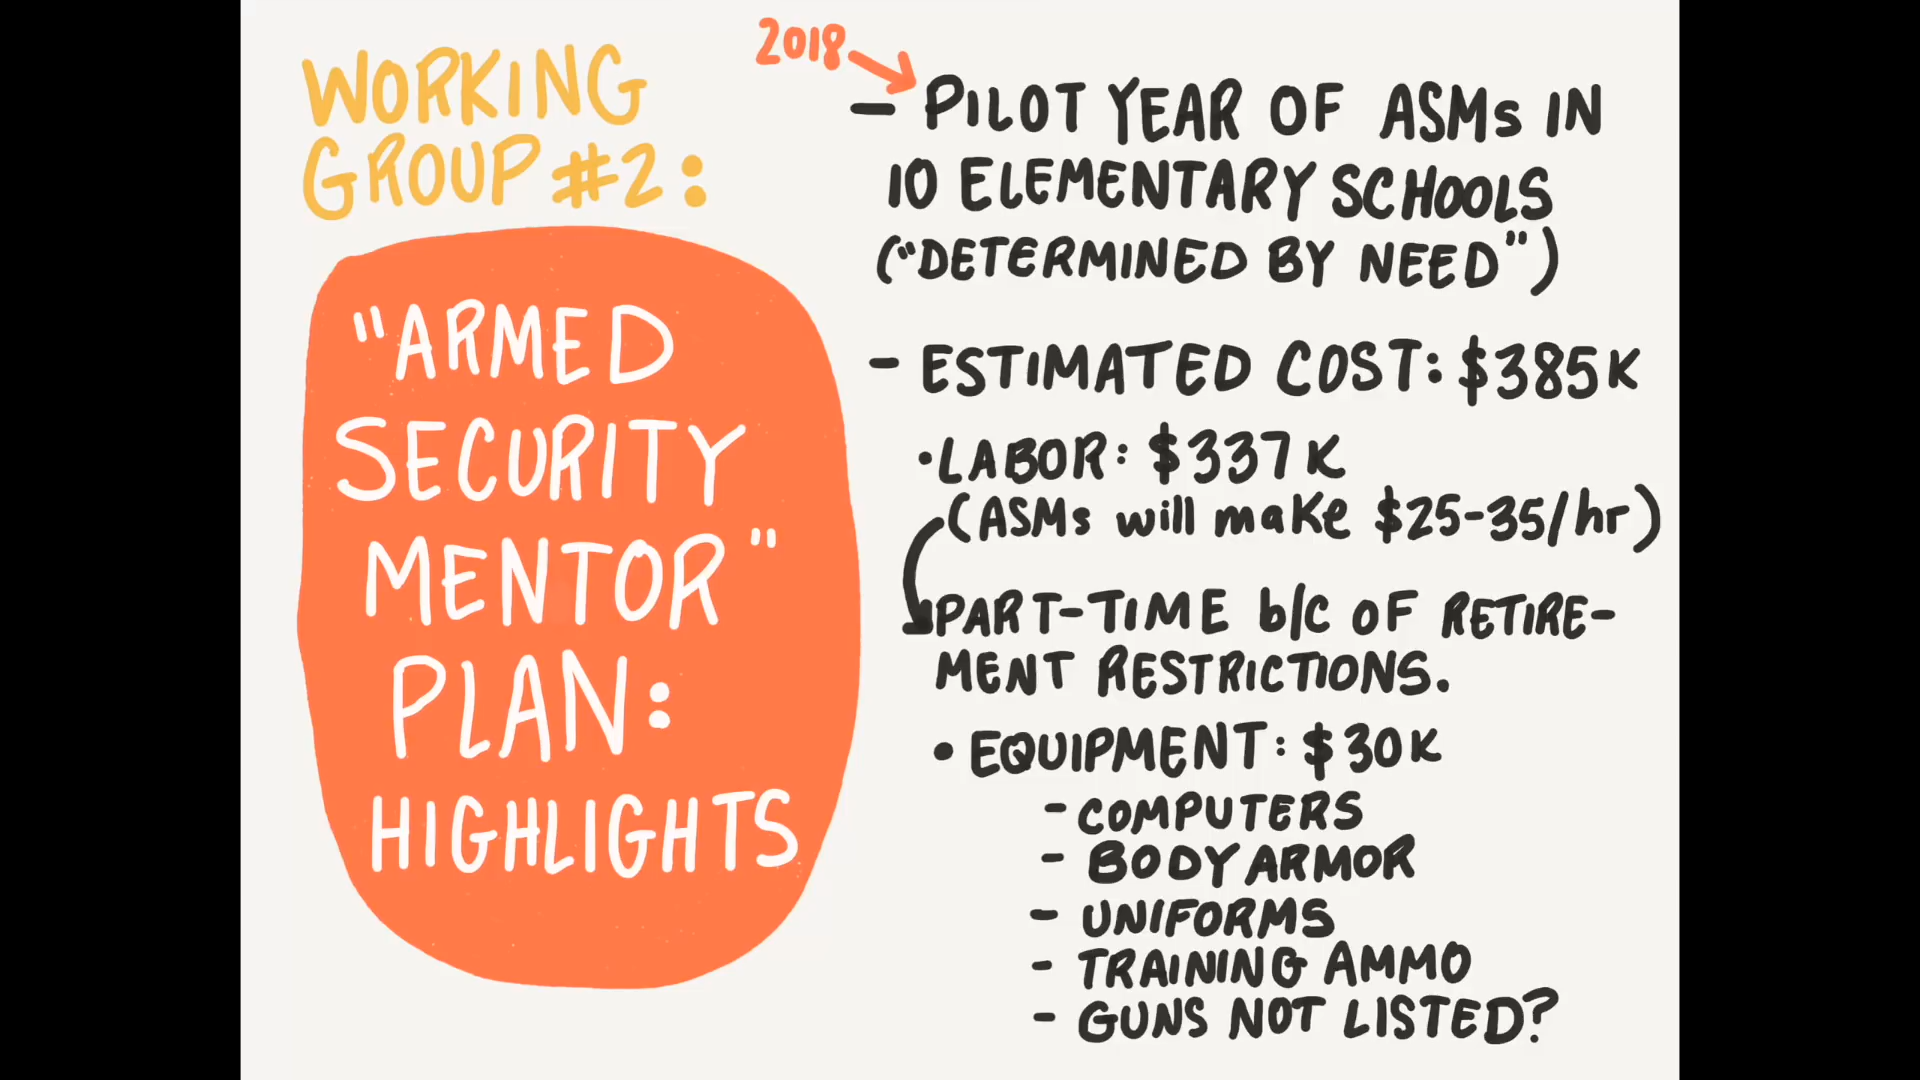 WORKING
GROUP #2:
"ARMED
SECURITY
MENTOR"
PLAN:
HIGHLIGHTS
2018
- PILOT YEAR OF ASMs IN
10 ELEMENTARY SCHOOLS
("DETERMINED BY NEED")
- ESTIMATED COST: $385K
• LABOR: $337K
(ASMs will make $25-35/hr)
PART-TIME b/c OF RETIRE-
MENT RESTRICTIONS.
• EQUIPMENT: $30K
- COMPUTERS
- BODY ARMOR
- UNIFORMS
- TRAINING AMMO
- GUNS NOT LISTED?